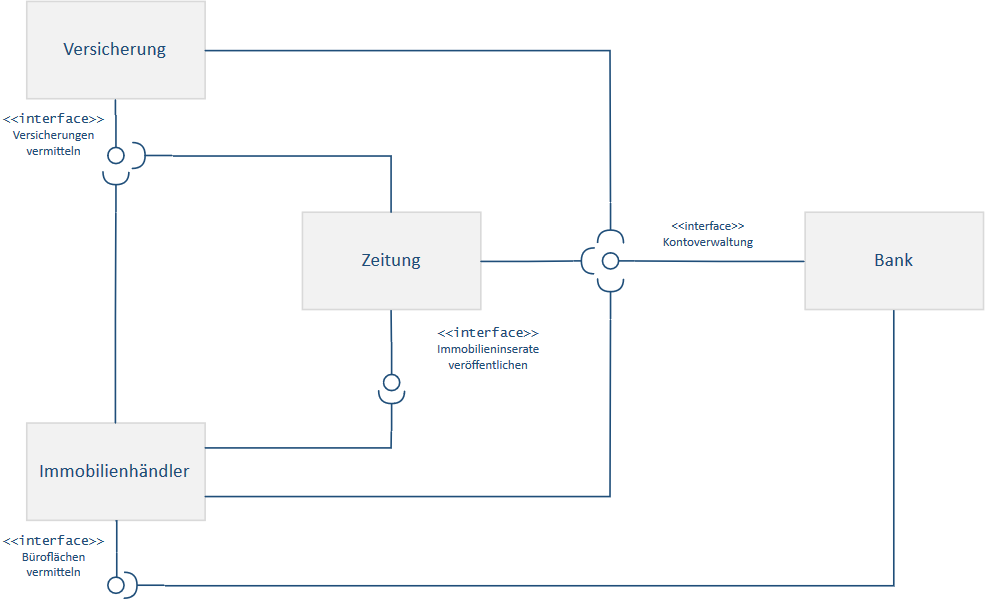 Versicherung
<<interface>>
Versicherungen
vermitteln
Zeitung
<<interface>>
Kontoverwaltung
Bank
<<interface>>
Immobilieninserate
veröffentlichen
Immobilienhändler
<<interface>>
Büroflächen
vermitteln